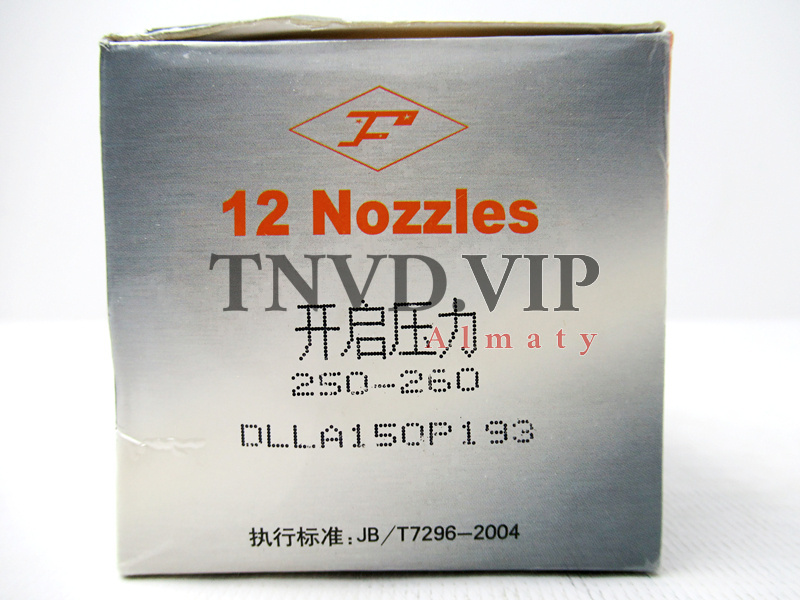 F
12 Nozzles
TNVD.VIP
开启压力
Almaty
250-260
DLLA150P193
执行标准:JB/T7296-2004